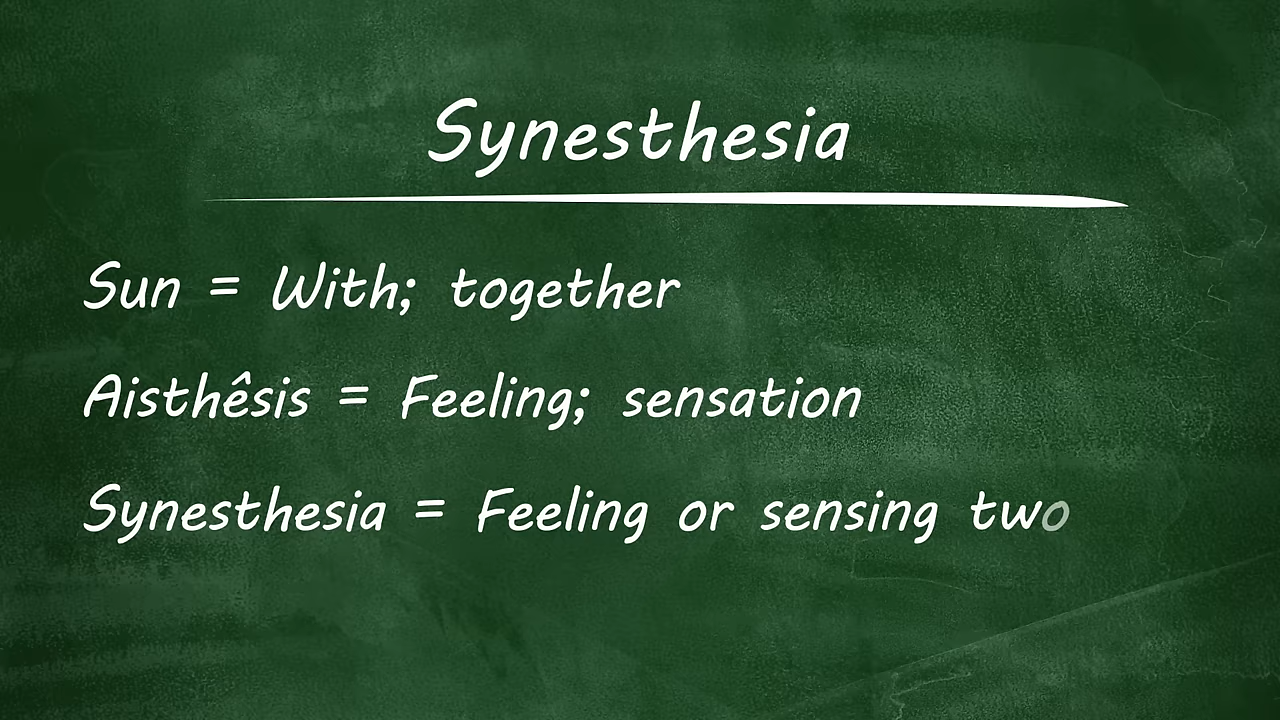 Synesthesia
Sun = With; together
Aisthêsis = Feeling; sensation
Synesthesia = Feeling or sensing two